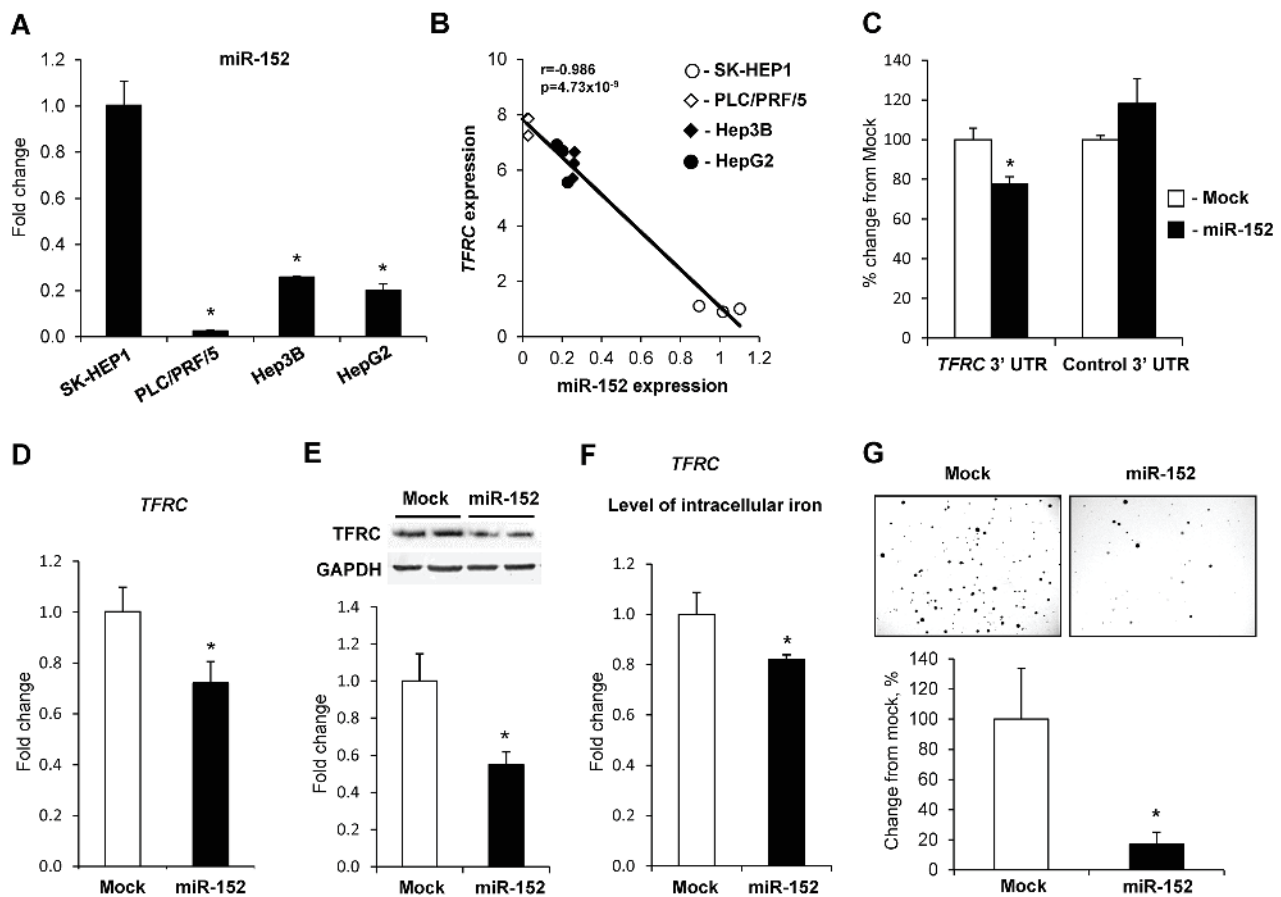 A
miR-152
Fold change
1.2
1.0
0.8
0.6
0.4
0.2
0.0
SK-HEP1
PLC/PRF/5
Hep3B
HepG2
*
*
*
B
r=-0.986
p=4.73x10⁻⁹
TFRC expression
10
8
6
4
2
0
0
0.2
0.4
0.6
0.8
1
1.2
miR-152 expression
- SK-HEP1
- PLC/PRF/5
- Hep3B
- HepG2
C
% change from Mock
140
120
100
80
60
40
20
0
*
TFRC 3’ UTR
Control 3’ UTR
- Mock
- miR-152
D
TFRC
Fold change
1.2
1.0
0.8
0.6
0.4
0.2
0.0
*
Mock
miR-152
E
Mock
miR-152
TFRC
GAPDH
Fold change
1.4
1.2
1.0
0.8
0.6
0.4
0.2
0.0
*
Mock
miR-152
F
TFRC
Level of intracellular iron
Fold change
1.2
1.0
0.8
0.6
0.4
0.2
0.0
*
Mock
miR-152
G
Mock
miR-152
Change from mock, %
140
120
100
80
60
40
20
0
*
Mock
miR-152